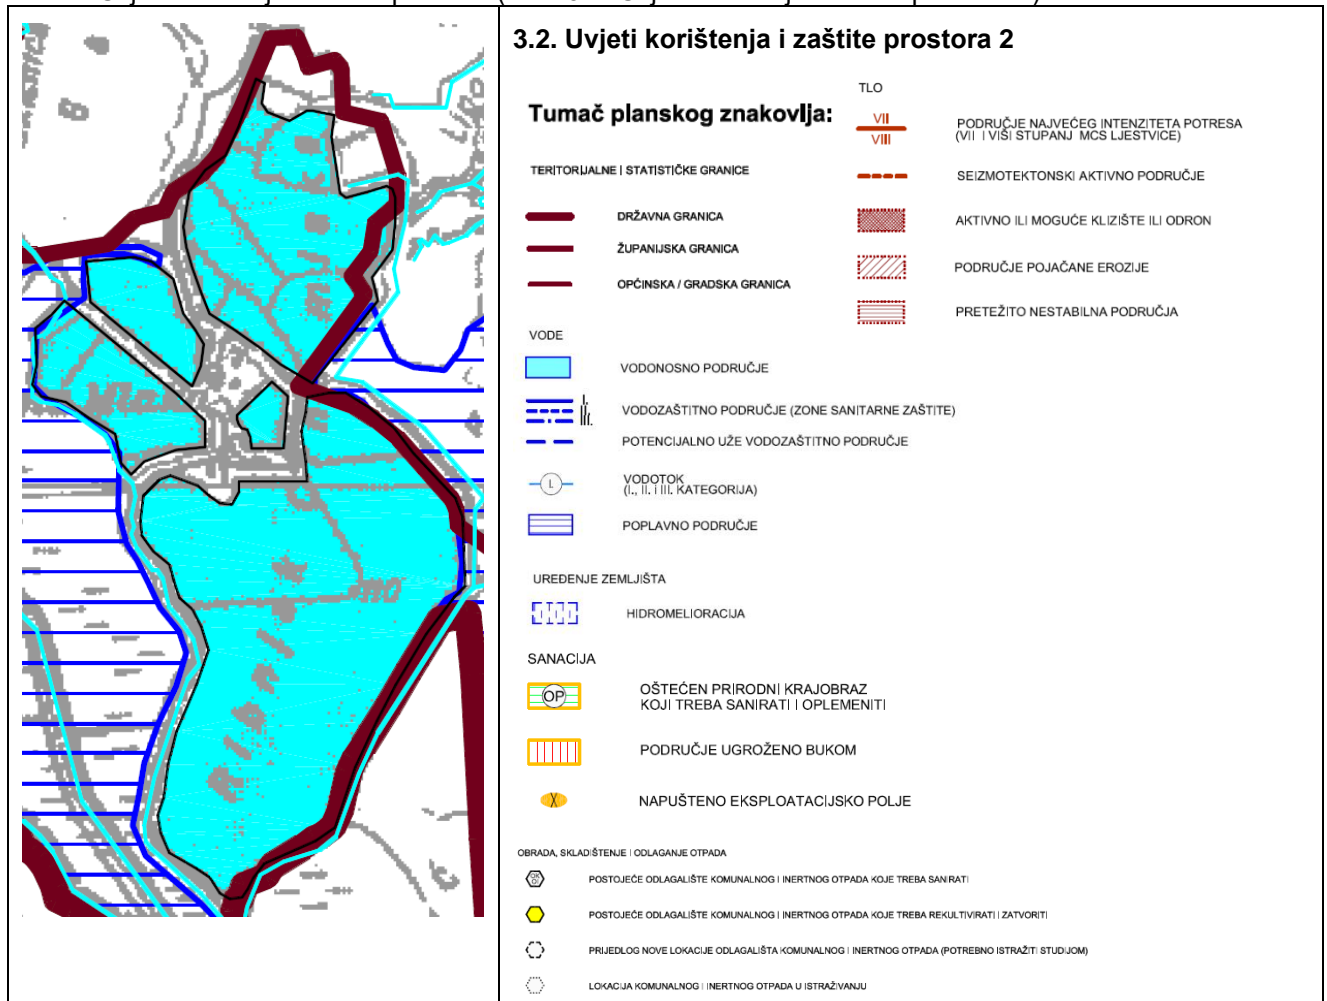 3.2. Uvjeti korištenja i zaštite prostora 2
Tumač planskog znakovlja:
TERITORIJALNE I STATISTIČKE GRANICE
DRŽAVNA GRANICA
ŽUPANIJSKA GRANICA
OPĆINSKA / GRADSKA GRANICA
VODE
VODONOSNO PODRUČJE
I.
II.
III.
VODOZAŠTITNO PODRUČJE (ZONE SANITARNE ZAŠTITE)
POTENCIJALNO UŽE VODOZAŠTITNO PODRUČJE
I.
VODOTOK
(I., II. i III. KATEGORIJA)
POPLAVNO PODRUČJE
UREĐENJE ZEMLJIŠTA
HIDROMELIORACIJA
SANACIJA
OP
OŠTEĆEN PRIRODNI KRAJOBRAZ
KOJI TREBA SANIRATI I OPLEMENITI
PODRUČJE UGROŽENO BUKOM
X
NAPUŠTENO EKSPLOATACIJSKO POLJE
OBRADA, SKLADIŠTENJE I ODLAGANJE OTPADA
POSTOJEĆE ODLAGALIŠTE KOMUNALNOG I INERTNOG OTPADA KOJE TREBA SANIRATI
POSTOJEĆE ODLAGALIŠTE KOMUNALNOG I INERTNOG OTPADA KOJE TREBA REKULTIVIRATI I ZATVORITI
PRIJEDLOG NOVE LOKACIJE ODLAGALIŠTA KOMUNALNOG I INERTNOG OTPADA (POTREBNO ISTRAŽITI STUDIJOM)
LOKACIJA KOMUNALNOG I INERTNOG OTPADA U ISTRAŽIVANJU
TLO
VII
VIII
PODRUČJE NAJVEĆEG INTENZITETA POTRESA
(VII I VIŠI STUPANJ MCS LJESTVICE)
SEIZMOTEKTONSKI AKTIVNO PODRUČJE
AKTIVNO ILI MOGUĆE KLIZIŠTE ILI ODRON
PODRUČJE POJAČANE EROZIJE
PRETEŽITO NESTABILNA PODRUČJA